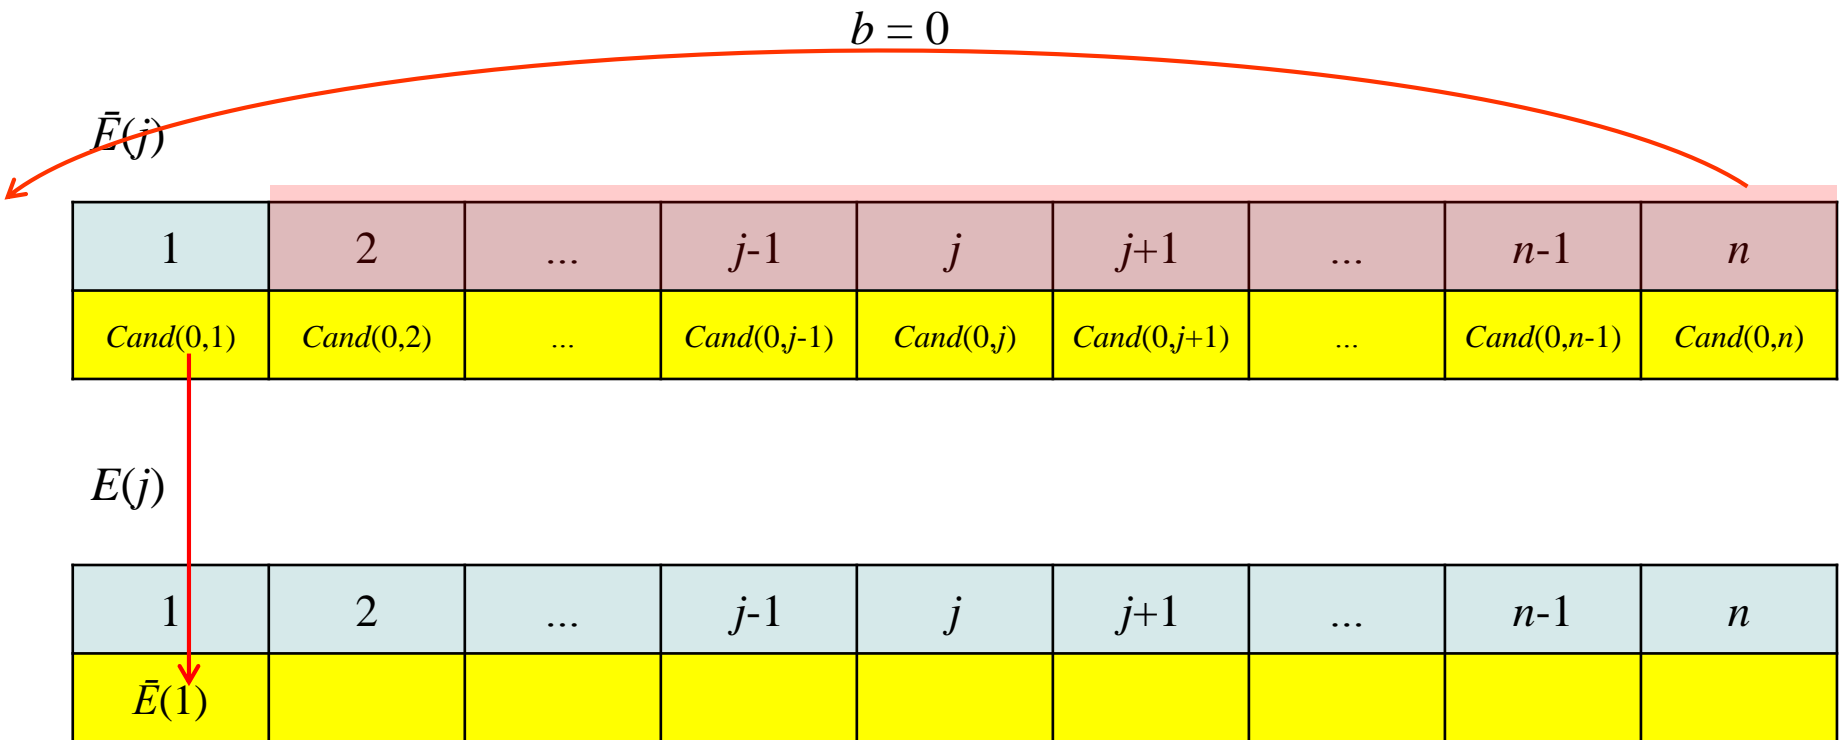 b = 0
Ē(j)
1 2 ... j-1 j j+1 ... n-1 n
Cand(0,1) Cand(0,2) ... Cand(0,j-1) Cand(0,j) Cand(0,j+1) ... Cand(0,n-1) Cand(0,n)
E(j)
1 2 ... j-1 j j+1 ... n-1 n
Ē(1)